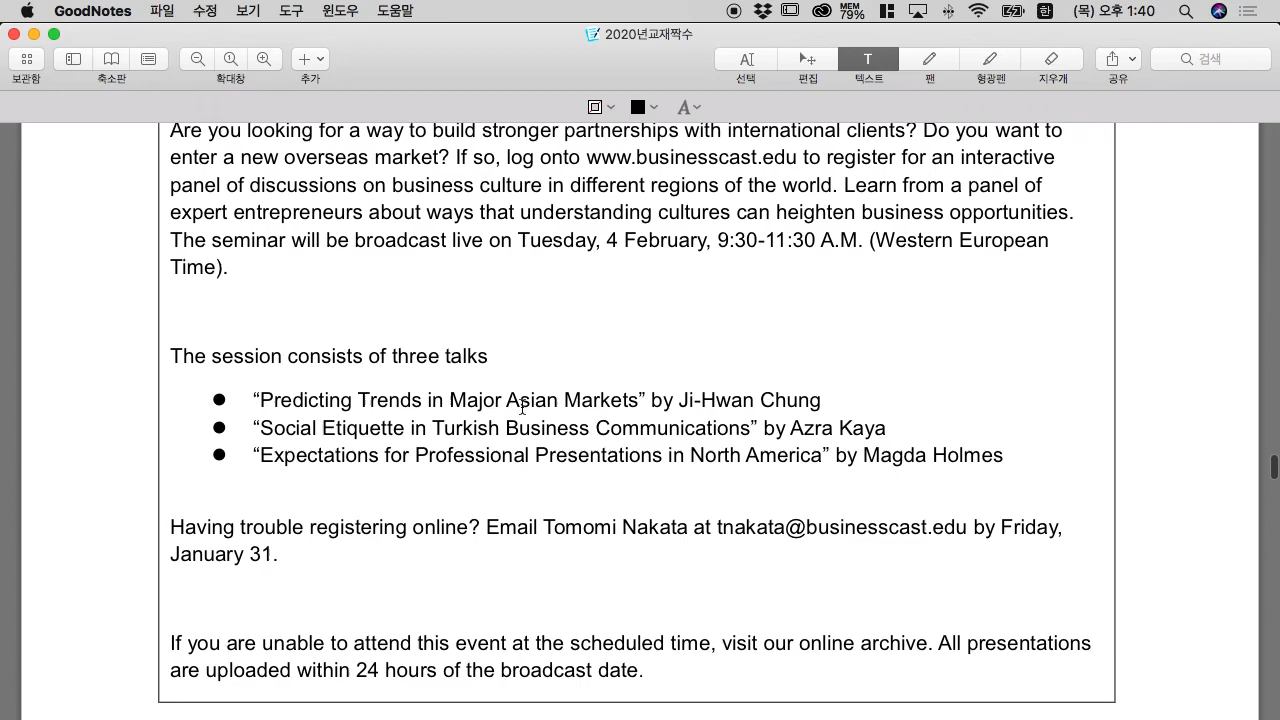 GoodNotes 파일 수정 보기 도구 윈도우 도움말 MEM 79% 한 (목) 오후 1:40
2020년교재짝수
보관함 축소판 확대창 추가 선택 편집 T 텍스트 펜 형광펜 지우개 공유 검색
A
Are you looking for a way to build stronger partnerships with international clients? Do you want to
enter a new overseas market? If so, log onto www.businesscast.edu to register for an interactive
panel of discussions on business culture in different regions of the world. Learn from a panel of
expert entrepreneurs about ways that understanding cultures can heighten business opportunities.
The seminar will be broadcast live on Tuesday, 4 February, 9:30-11:30 A.M. (Western European
Time).
The session consists of three talks
● “Predicting Trends in Major Asian Markets” by Ji-Hwan Chung
● “Social Etiquette in Turkish Business Communications” by Azra Kaya
● “Expectations for Professional Presentations in North America” by Magda Holmes
Having trouble registering online? Email Tomomi Nakata at tnakata@businesscast.edu by Friday,
January 31.
If you are unable to attend this event at the scheduled time, visit our online archive. All presentations
are uploaded within 24 hours of the broadcast date.